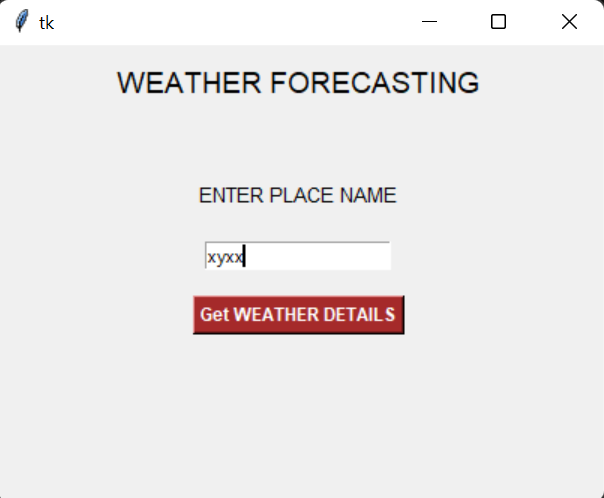 tk
WEATHER FORECASTING
ENTER PLACE NAME
xyxx
Get WEATHER DETAILS